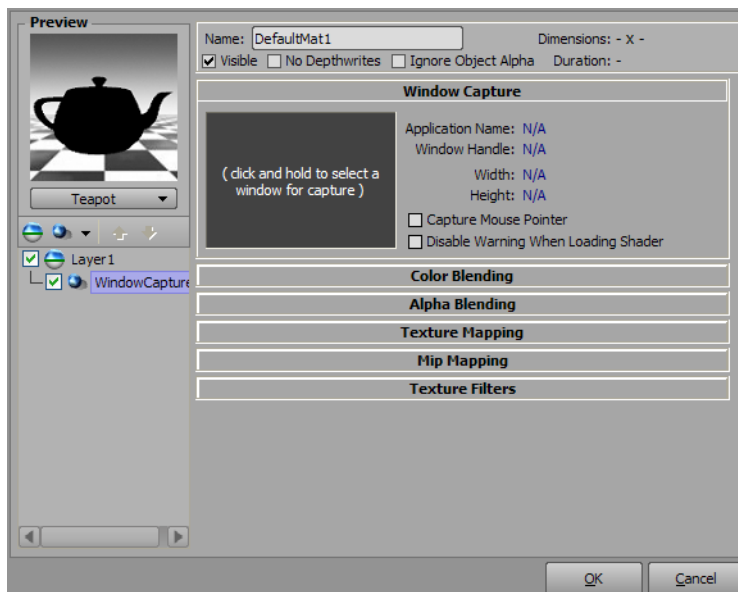 Preview
Name: DefaultMat1
Dimensions: - x -
Visible No Depthwrites Ignore Object Alpha Duration: -
Window Capture
( click and hold to select a
window for capture )
Application Name: N/A
Window Handle: N/A
Width: N/A
Height: N/A
Capture Mouse Pointer
Disable Warning When Loading Shader
Teapot
Layer1
WindowCapture
Color Blending
Alpha Blending
Texture Mapping
Mip Mapping
Texture Filters
OK
Cancel